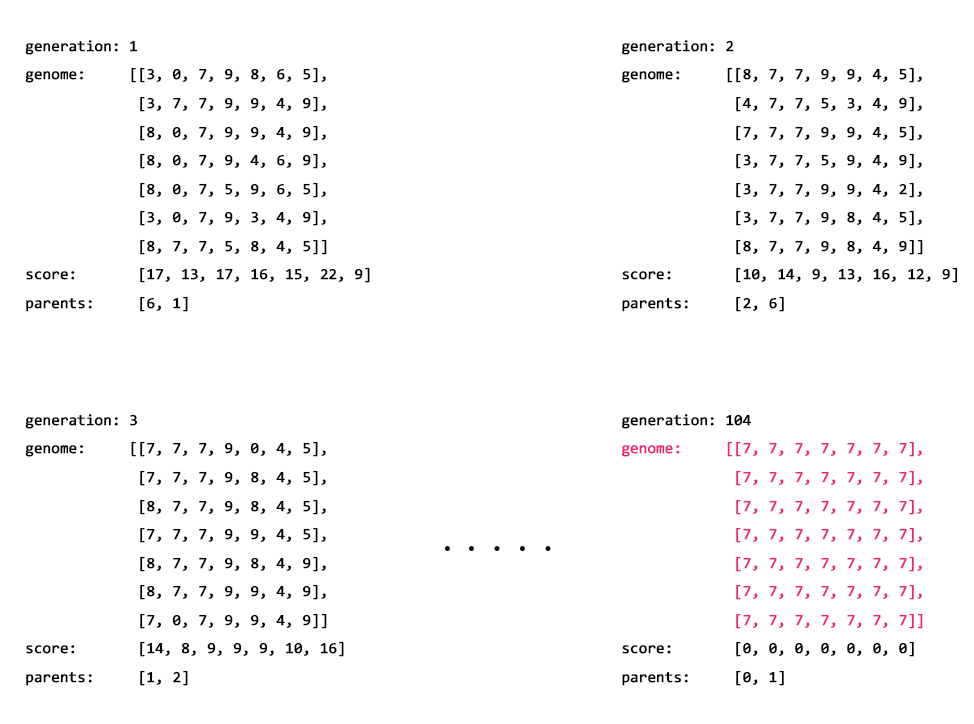 generation: 1
genome: [[3, 0, 7, 9, 8, 6, 5],
[3, 7, 7, 9, 9, 4, 9],
[8, 0, 7, 9, 9, 4, 9],
[8, 0, 7, 9, 4, 6, 9],
[8, 0, 7, 5, 9, 6, 5],
[3, 0, 7, 9, 3, 4, 9],
[8, 7, 7, 5, 8, 4, 5]]
score: [17, 13, 17, 16, 15, 22, 9]
parents: [6, 1]
generation: 2
genome: [[8, 7, 7, 9, 9, 4, 5],
[4, 7, 7, 5, 3, 4, 9],
[7, 7, 7, 9, 9, 4, 5],
[3, 7, 7, 5, 9, 4, 9],
[3, 7, 7, 9, 9, 4, 2],
[3, 7, 7, 9, 8, 4, 5],
[8, 7, 7, 9, 8, 4, 9]]
score: [10, 14, 9, 13, 16, 12, 9]
parents: [2, 6]
generation: 3
genome: [[7, 7, 7, 9, 0, 4, 5],
[7, 7, 7, 9, 8, 4, 5],
[8, 7, 7, 9, 8, 4, 5],
[7, 7, 7, 9, 9, 4, 5],
[8, 7, 7, 9, 8, 4, 9],
[8, 7, 7, 9, 9, 4, 9],
[7, 0, 7, 9, 9, 4, 9]]
score: [14, 8, 9, 9, 9, 10, 16]
parents: [1, 2]
. . . . .
generation: 104
genome: [[7, 7, 7, 7, 7, 7, 7],
[7, 7, 7, 7, 7, 7, 7],
[7, 7, 7, 7, 7, 7, 7],
[7, 7, 7, 7, 7, 7, 7],
[7, 7, 7, 7, 7, 7, 7],
[7, 7, 7, 7, 7, 7, 7],
[7, 7, 7, 7, 7, 7, 7]]
score: [0, 0, 0, 0, 0, 0, 0]
parents: [0, 1]